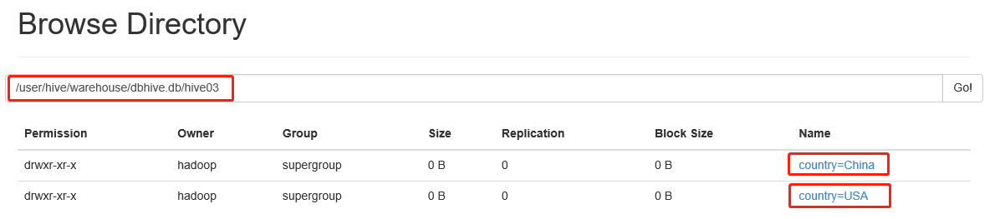 Browse Directory
/user/hive/warehouse/dbhive.db/hive03 Go!
Permission Owner Group Size Replication Block Size Name
drwxr-xr-x hadoop supergroup 0 B 0 0 B country=China
drwxr-xr-x hadoop supergroup 0 B 0 0 B country=USA